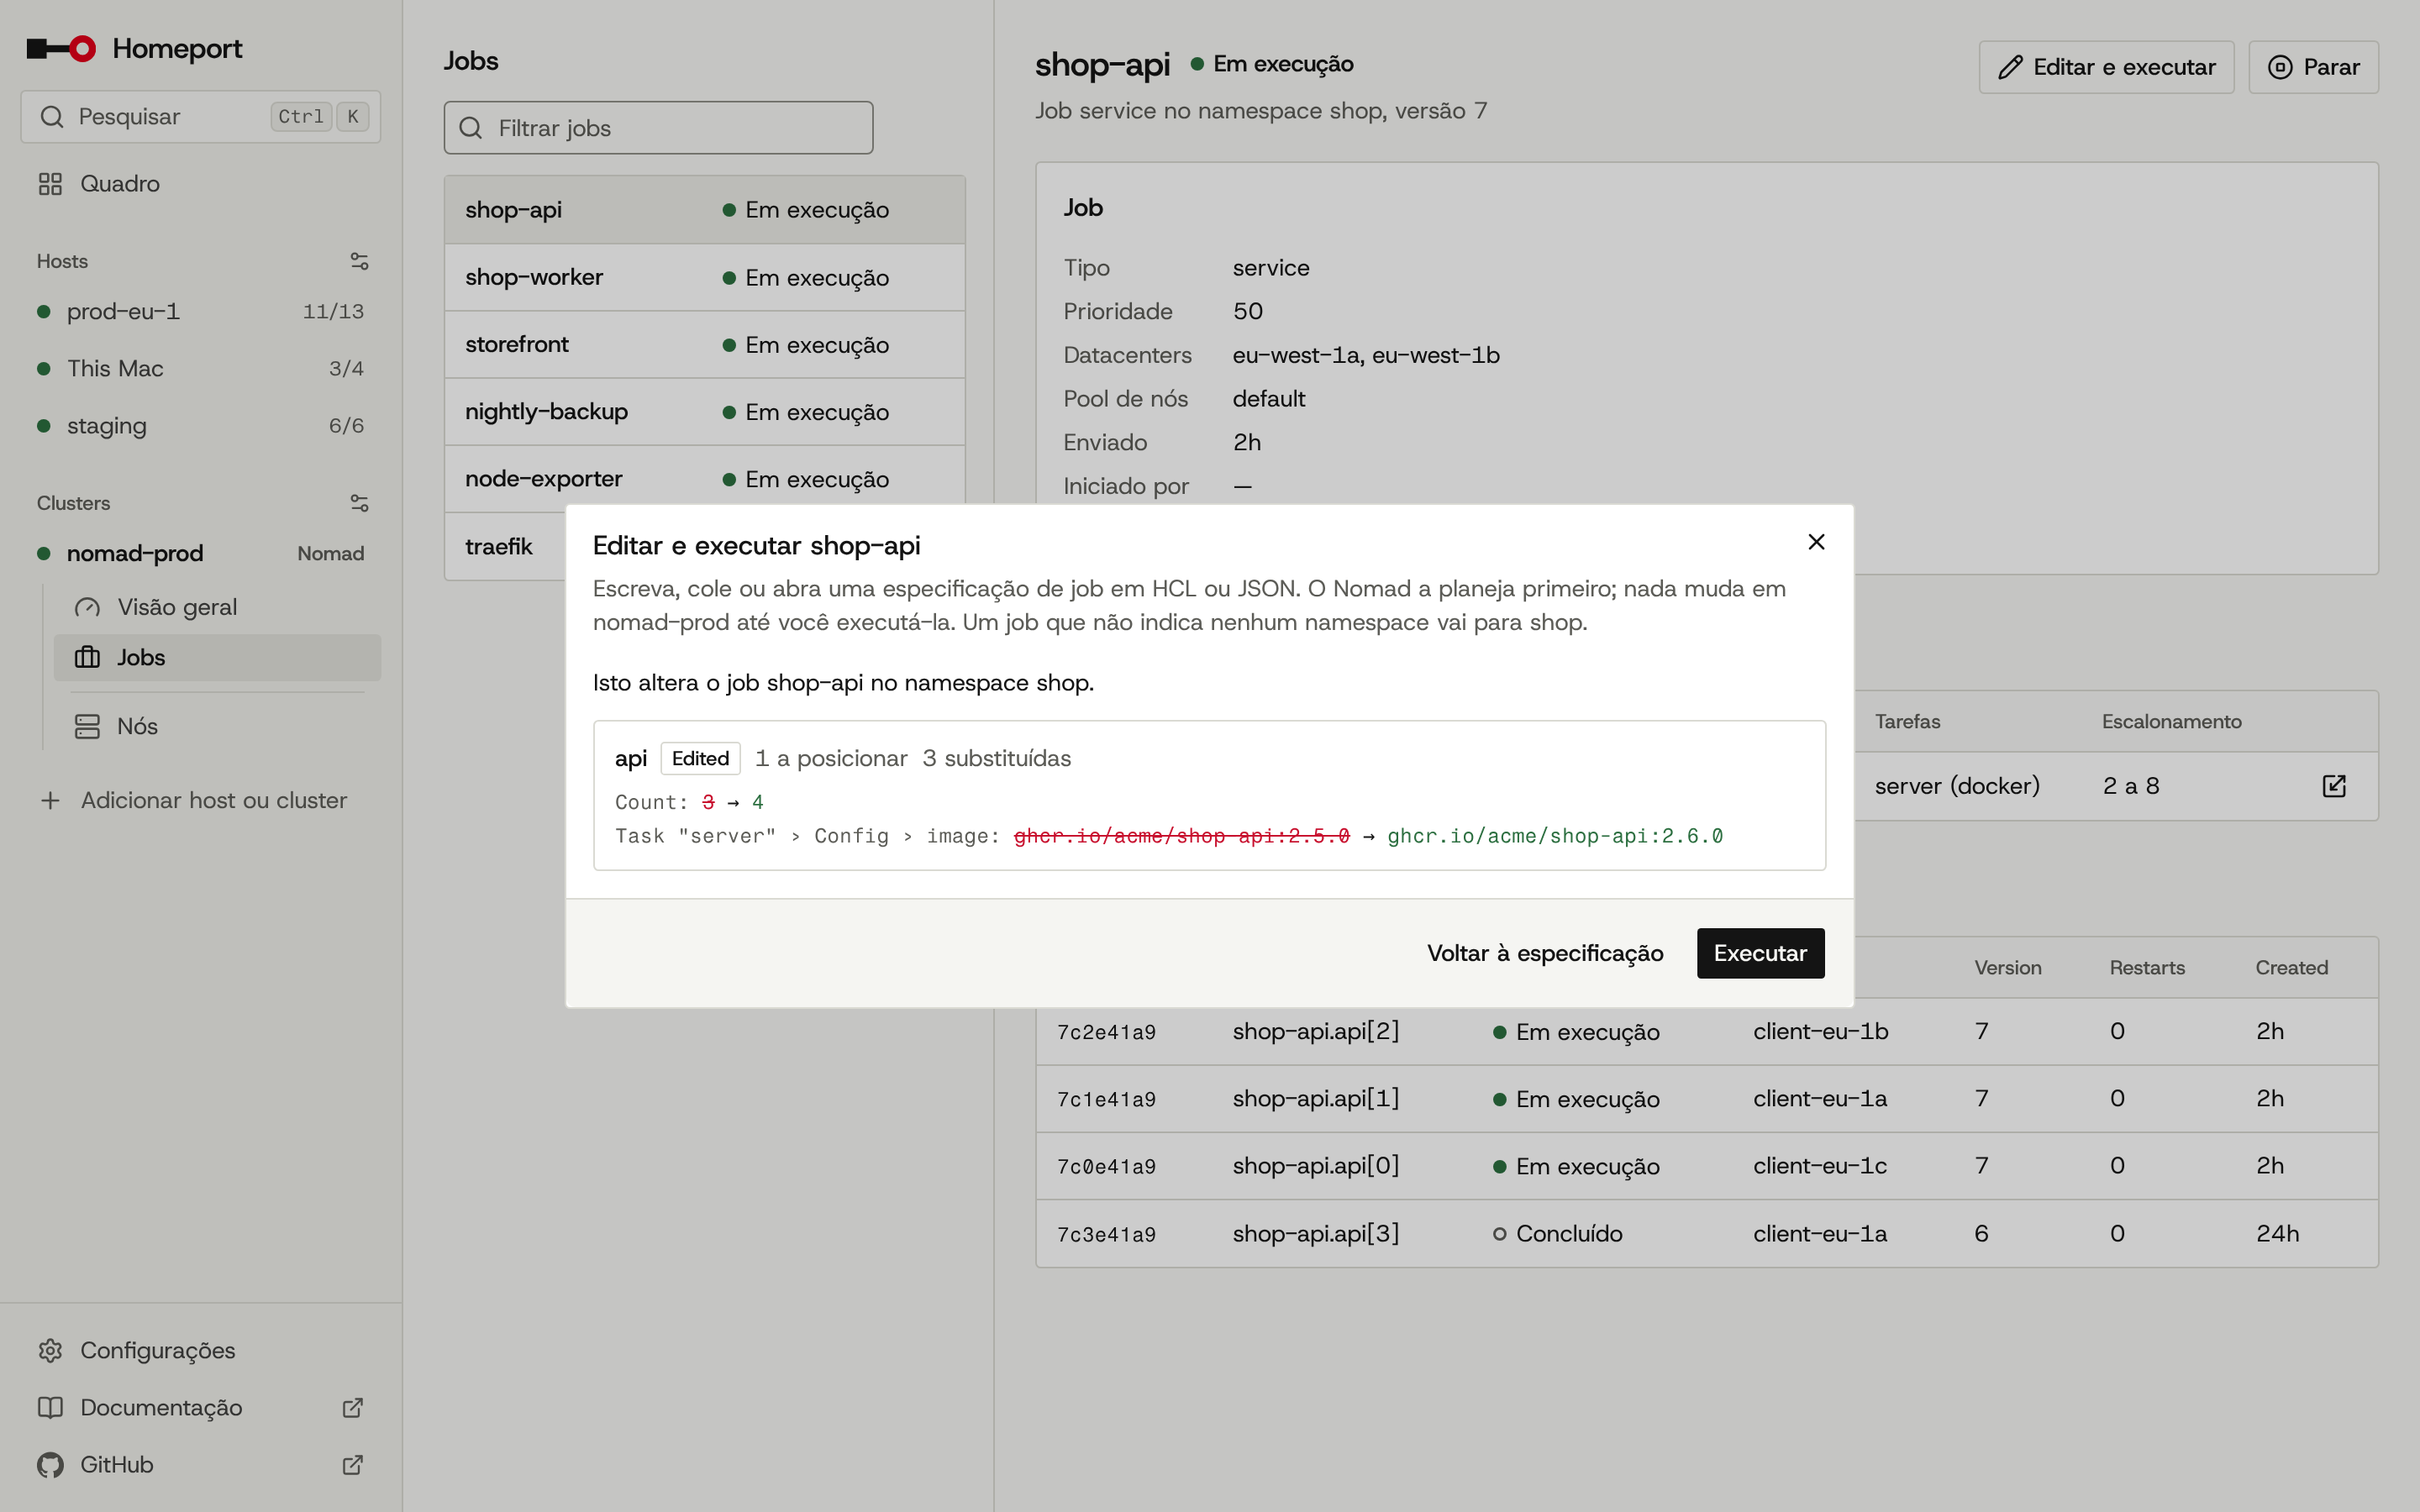 Homeport
Pesquisar
Ctrl K
Quadro
Hosts
prod-eu-1 11/13
This Mac 3/4
staging 6/6
Clusters
nomad-prod Nomad
Visão geral
Jobs
Nós
Adicionar host ou cluster
Configurações
Documentação
GitHub
Jobs
Filtrar jobs
shop-api Em execução
shop-worker Em execução
storefront Em execução
nightly-backup Em execução
node-exporter Em execução
traefik
shop-api Em execução
Job service no namespace shop, versão 7
Editar e executar
Parar
Job
Tipo service
Prioridade 50
Datacenters eu-west-1a, eu-west-1b
Pool de nós default
Enviado 2h
Iniciado por —
Editar e executar shop-api
Escreva, cole ou abra uma especificação de job em HCL ou JSON. O Nomad a planeja primeiro; nada muda em
nomad-prod até você executá-la. Um job que não indica nenhum namespace vai para shop.
Isto altera o job shop-api no namespace shop.
api Edited 1 a posicionar 3 substituídas
Count: 3 → 4
Task "server" › Config › image: ghcr.io/acme/shop-api:2.5.0 → ghcr.io/acme/shop-api:2.6.0
Voltar à especificação
Executar
Tarefas Escalonamento
server (docker) 2 a 8
Version Restarts Created
7c2e41a9 shop-api.api[2] Em execução client-eu-1b 7 0 2h
7c1e41a9 shop-api.api[1] Em execução client-eu-1a 7 0 2h
7c0e41a9 shop-api.api[0] Em execução client-eu-1c 7 0 2h
7c3e41a9 shop-api.api[3] Concluído client-eu-1a 6 0 24h